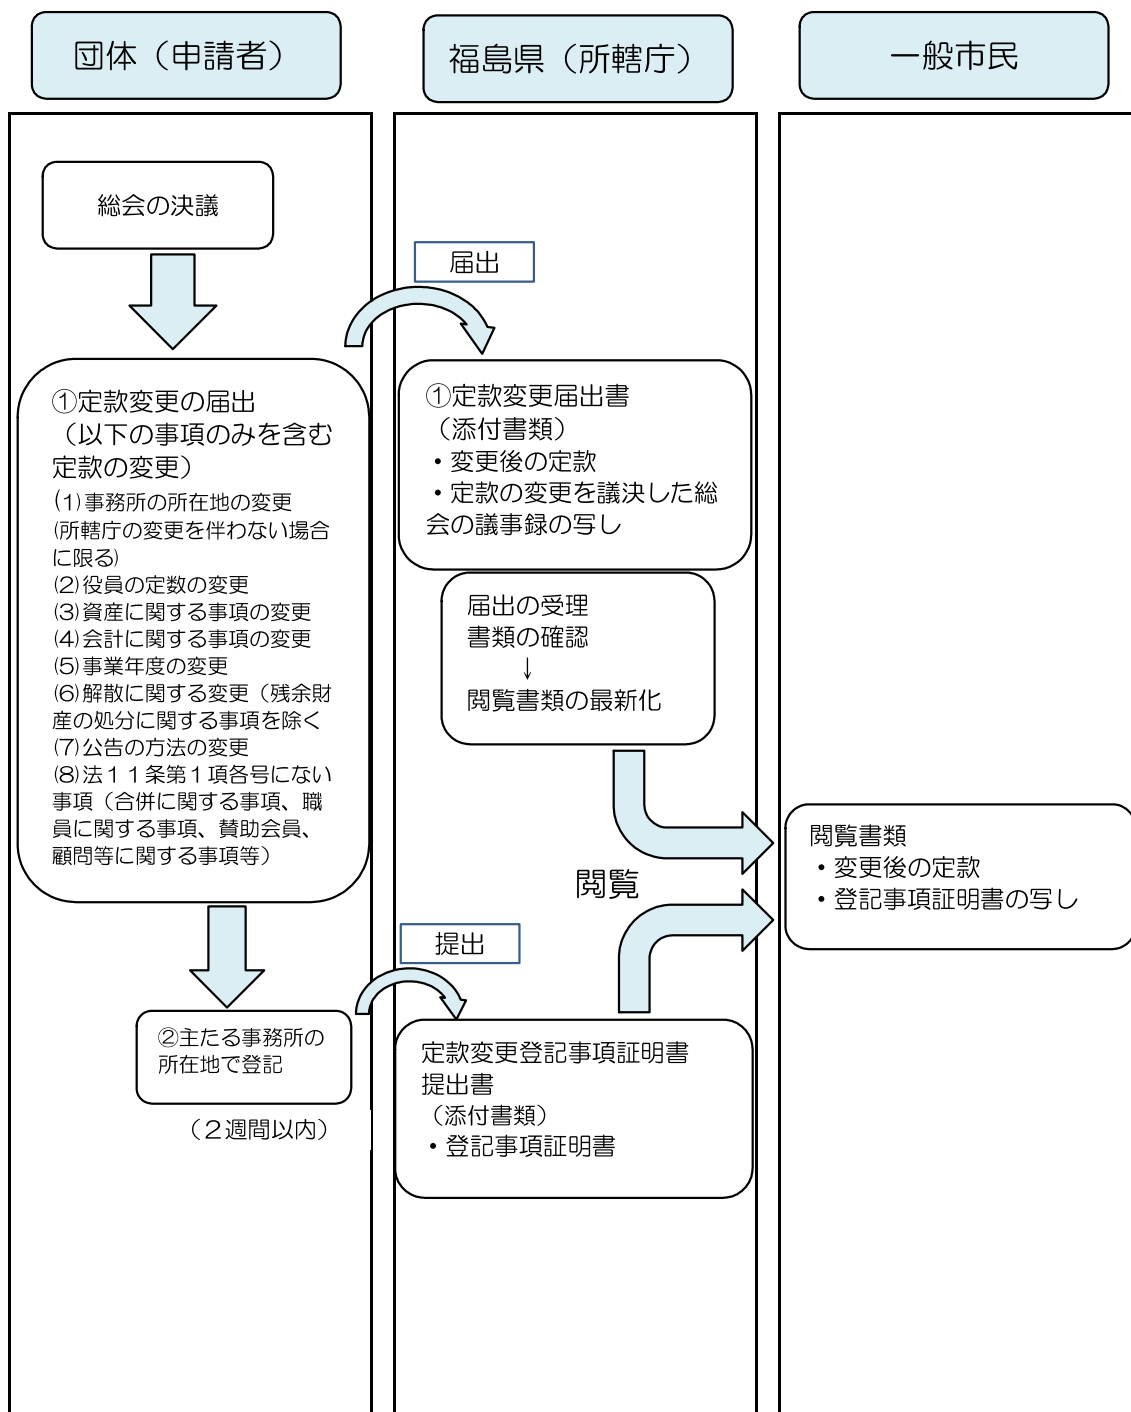 団体（申請者）
福島県（所轄庁）
一般市民
総会の決議
届出
①定款変更の届出
（以下の事項のみを含む
定款の変更）
(1)事務所の所在地の変更
(所轄庁の変更を伴わない場合
に限る)
(2)役員の定数の変更
(3)資産に関する事項の変更
(4)会計に関する事項の変更
(5)事業年度の変更
(6)解散に関する変更（残余財
産の処分に関する事項を除く
(7)公告の方法の変更
(8)法１１条第１項各号にない
事項（合併に関する事項、職
員に関する事項、賛助会員、
顧問等に関する事項等）
①定款変更届出書
（添付書類）
・変更後の定款
・定款の変更を議決した総
会の議事録の写し
届出の受理
書類の確認
↓
閲覧書類の最新化
閲覧
閲覧書類
・変更後の定款
・登記事項証明書の写し
提出
②主たる事務所の
所在地で登記
（２週間以内）
定款変更登記事項証明書
提出書
（添付書類）
・登記事項証明書